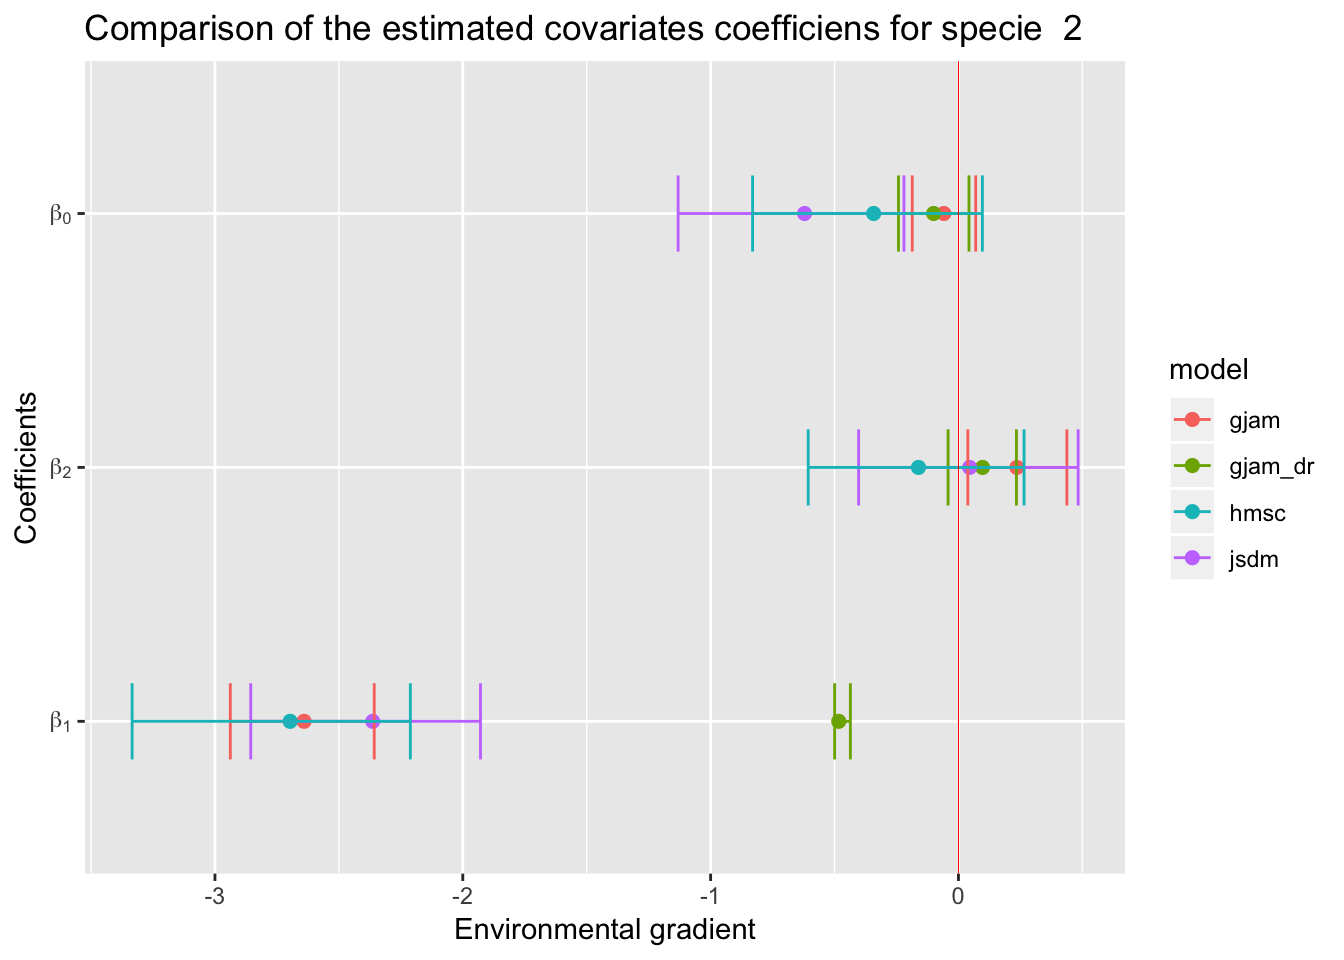 Comparison of the estimated covariates coefficiens for specie  2
Coefficients
β₀
β₂
β₁
-3 -2 -1 0
Environmental gradient
model
gjam
gjam_dr
hmsc
jsdm